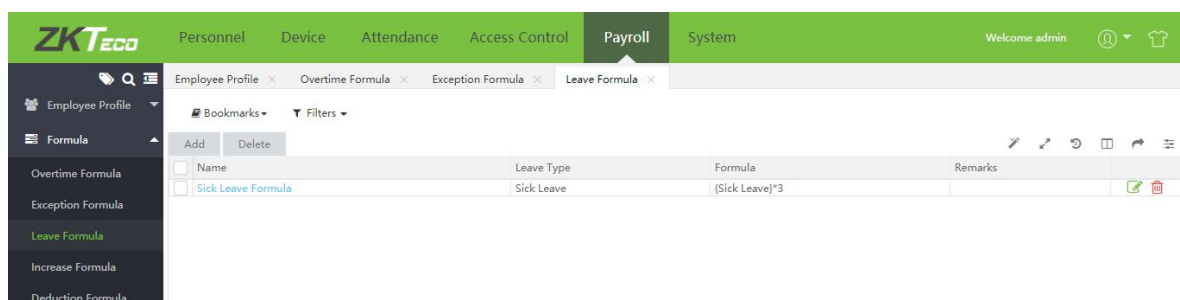 ZKTeco Personnel Device Attendance Access Control Payroll System Welcome admin
Employee Profile × Overtime Formula × Exception Formula × Leave Formula ×
Employee Profile
Bookmarks Filters
Formula
Add Delete
Name Leave Type Formula Remarks
Overtime Formula
Sick Leave Formula Sick Leave {Sick Leave}*3
Exception Formula
Leave Formula
Increase Formula
Deduction Formula